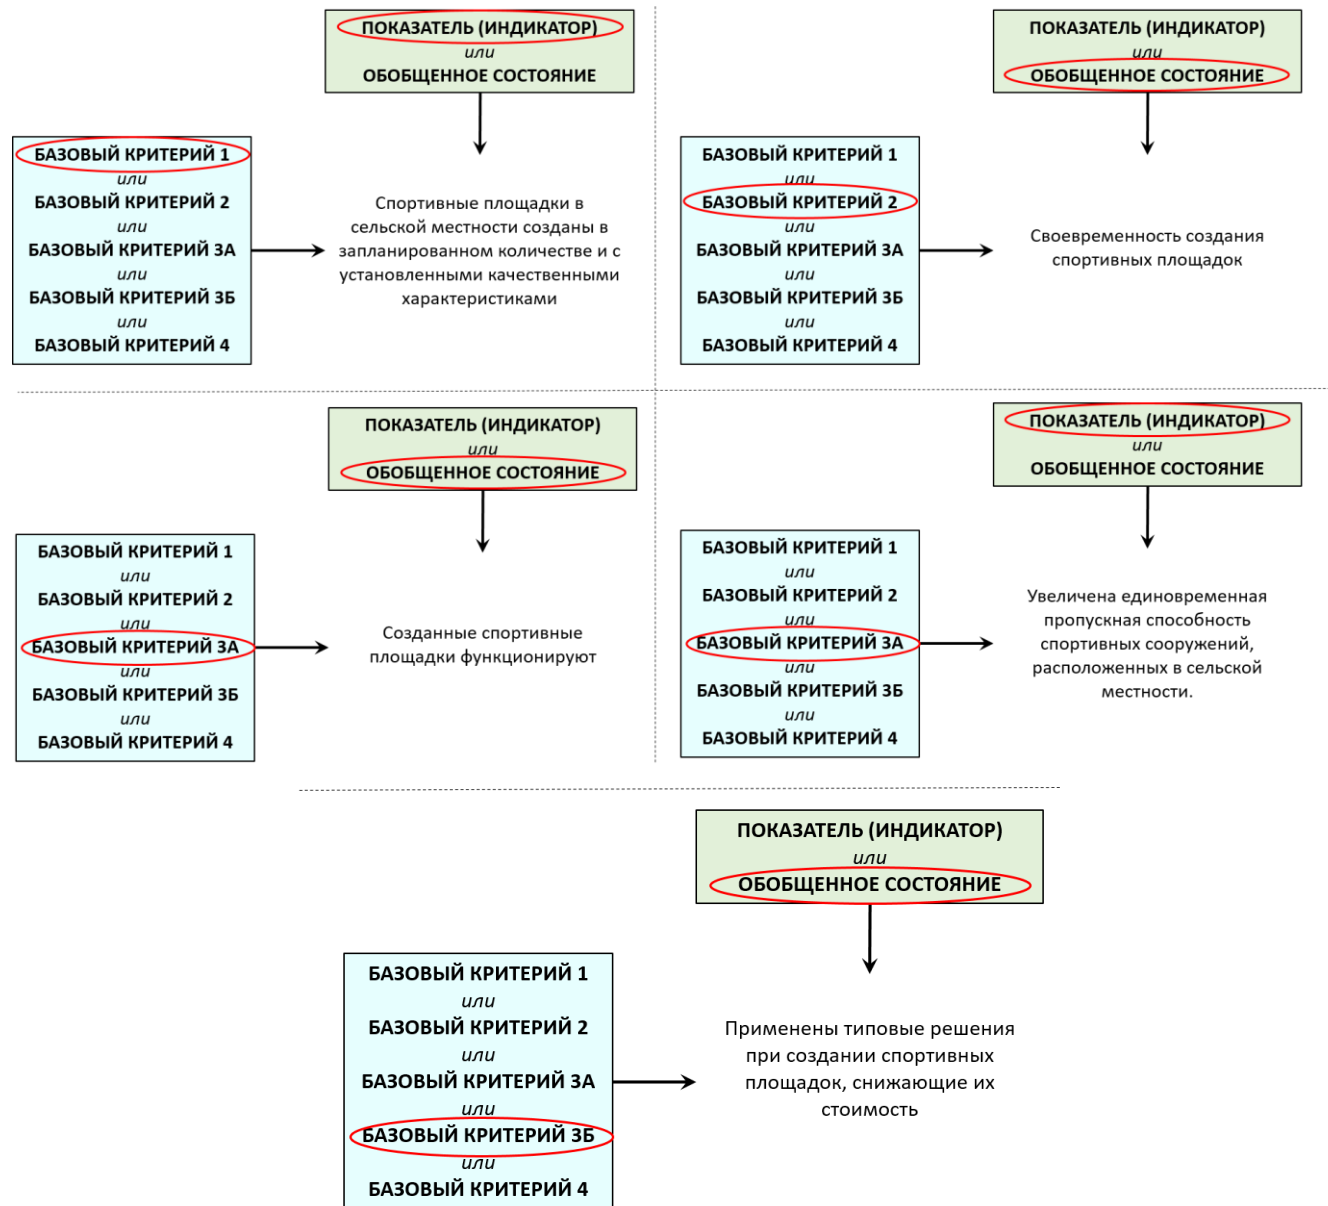 ПОКАЗАТЕЛЬ (ИНДИКАТОР)
или
ОБОБЩЕННОЕ СОСТОЯНИЕ
БАЗОВЫЙ КРИТЕРИЙ 1
или
БАЗОВЫЙ КРИТЕРИЙ 2
или
БАЗОВЫЙ КРИТЕРИЙ 3А
или
БАЗОВЫЙ КРИТЕРИЙ 3Б
или
БАЗОВЫЙ КРИТЕРИЙ 4
Спортивные площадки в
сельской местности созданы в
запланированном количестве и с
установленными качественными
характеристиками
ПОКАЗАТЕЛЬ (ИНДИКАТОР)
или
ОБОБЩЕННОЕ СОСТОЯНИЕ
БАЗОВЫЙ КРИТЕРИЙ 1
или
БАЗОВЫЙ КРИТЕРИЙ 2
или
БАЗОВЫЙ КРИТЕРИЙ 3А
или
БАЗОВЫЙ КРИТЕРИЙ 3Б
или
БАЗОВЫЙ КРИТЕРИЙ 4
Своевременность создания
спортивных площадок
ПОКАЗАТЕЛЬ (ИНДИКАТОР)
или
ОБОБЩЕННОЕ СОСТОЯНИЕ
БАЗОВЫЙ КРИТЕРИЙ 1
или
БАЗОВЫЙ КРИТЕРИЙ 2
или
БАЗОВЫЙ КРИТЕРИЙ 3А
или
БАЗОВЫЙ КРИТЕРИЙ 3Б
или
БАЗОВЫЙ КРИТЕРИЙ 4
Созданные спортивные
площадки функционируют
ПОКАЗАТЕЛЬ (ИНДИКАТОР)
или
ОБОБЩЕННОЕ СОСТОЯНИЕ
БАЗОВЫЙ КРИТЕРИЙ 1
или
БАЗОВЫЙ КРИТЕРИЙ 2
или
БАЗОВЫЙ КРИТЕРИЙ 3А
или
БАЗОВЫЙ КРИТЕРИЙ 3Б
или
БАЗОВЫЙ КРИТЕРИЙ 4
Увеличена единовременная
пропускная способность
спортивных сооружений,
расположенных в сельской
местности.
ПОКАЗАТЕЛЬ (ИНДИКАТОР)
или
ОБОБЩЕННОЕ СОСТОЯНИЕ
БАЗОВЫЙ КРИТЕРИЙ 1
или
БАЗОВЫЙ КРИТЕРИЙ 2
или
БАЗОВЫЙ КРИТЕРИЙ 3А
или
БАЗОВЫЙ КРИТЕРИЙ 3Б
или
БАЗОВЫЙ КРИТЕРИЙ 4
Применены типовые решения
при создании спортивных
площадок, снижающие их
стоимость